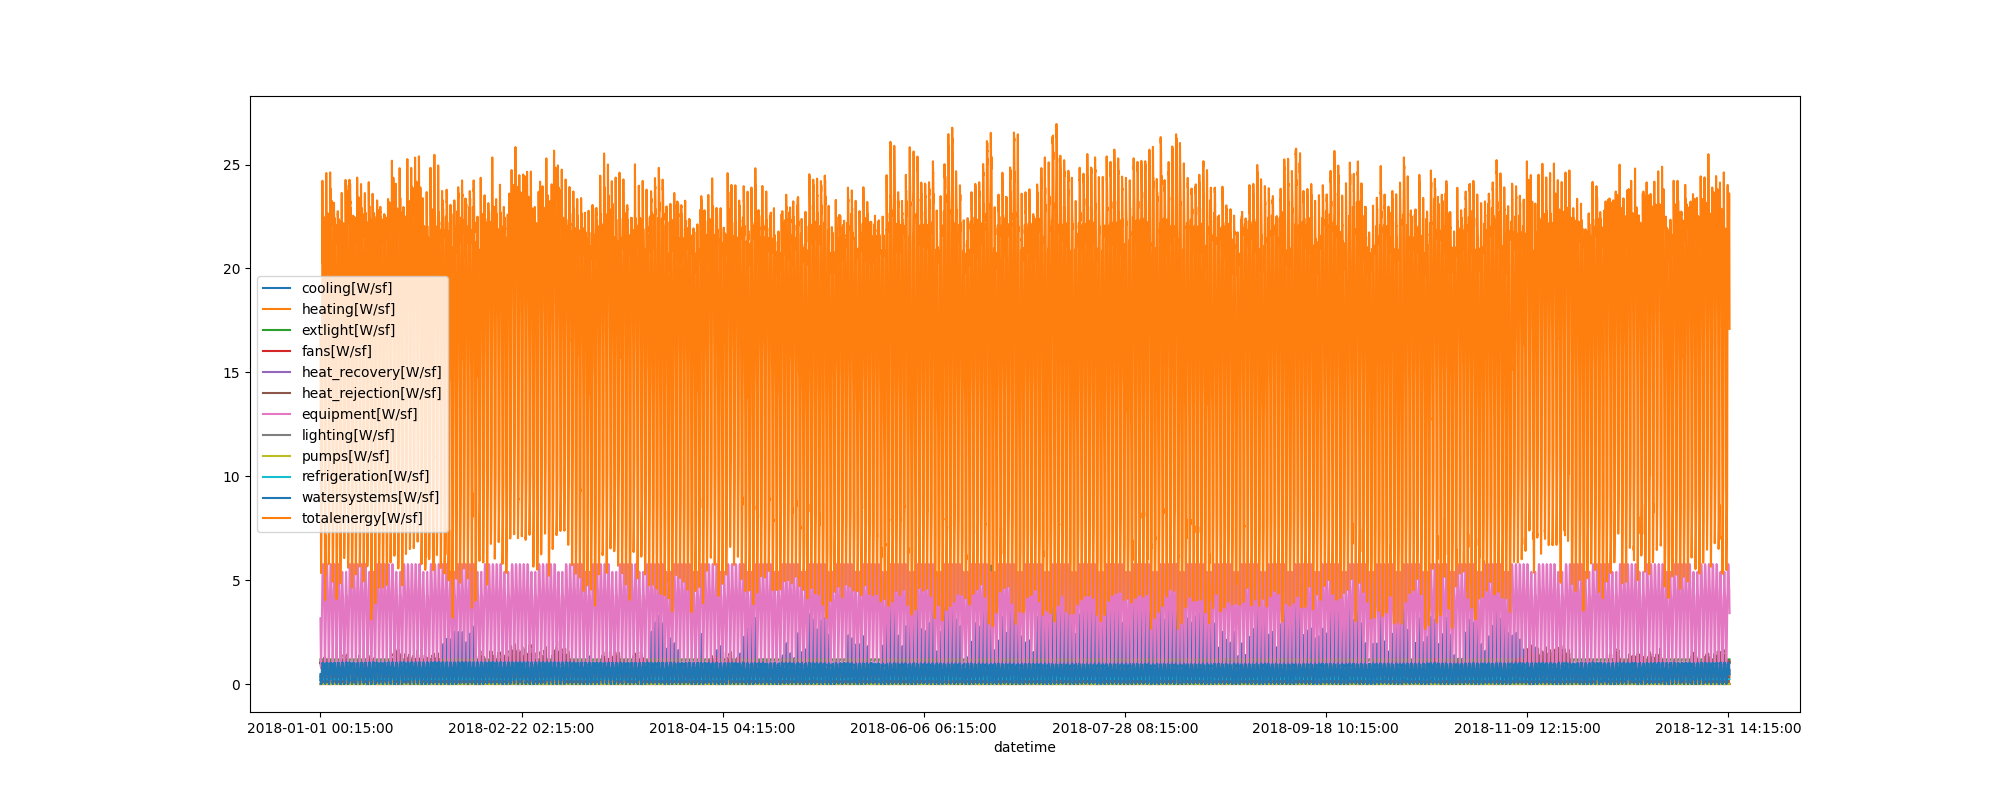 25
20
15
10
5
0
cooling[W/sf]
heating[W/sf]
extlight[W/sf]
fans[W/sf]
heat_recovery[W/sf]
heat_rejection[W/sf]
equipment[W/sf]
lighting[W/sf]
pumps[W/sf]
refrigeration[W/sf]
watersystems[W/sf]
totalenergy[W/sf]
2018-01-01 00:15:00 2018-02-22 02:15:00 2018-04-15 04:15:00 2018-06-06 06:15:00 2018-07-28 08:15:00 2018-09-18 10:15:00 2018-11-09 12:15:00 2018-12-31 14:15:00
datetime